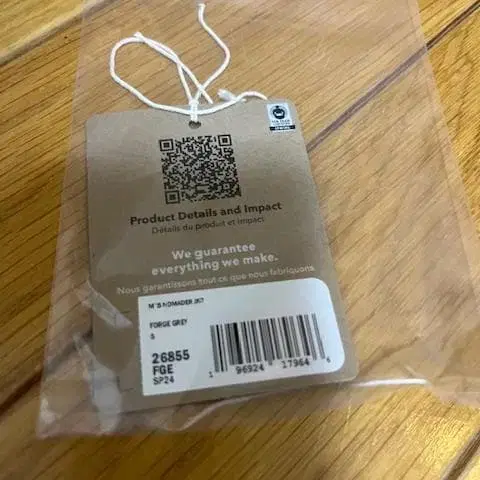 Product Details and Impact
Détails du produit et impact
We guarantee
everything we make.
Nous garantissons tout ce que nous fabriquons.
M'S NOMADER JKT
FORGE GREY
S
26855
FGE
SP24
1 96924 17964 6